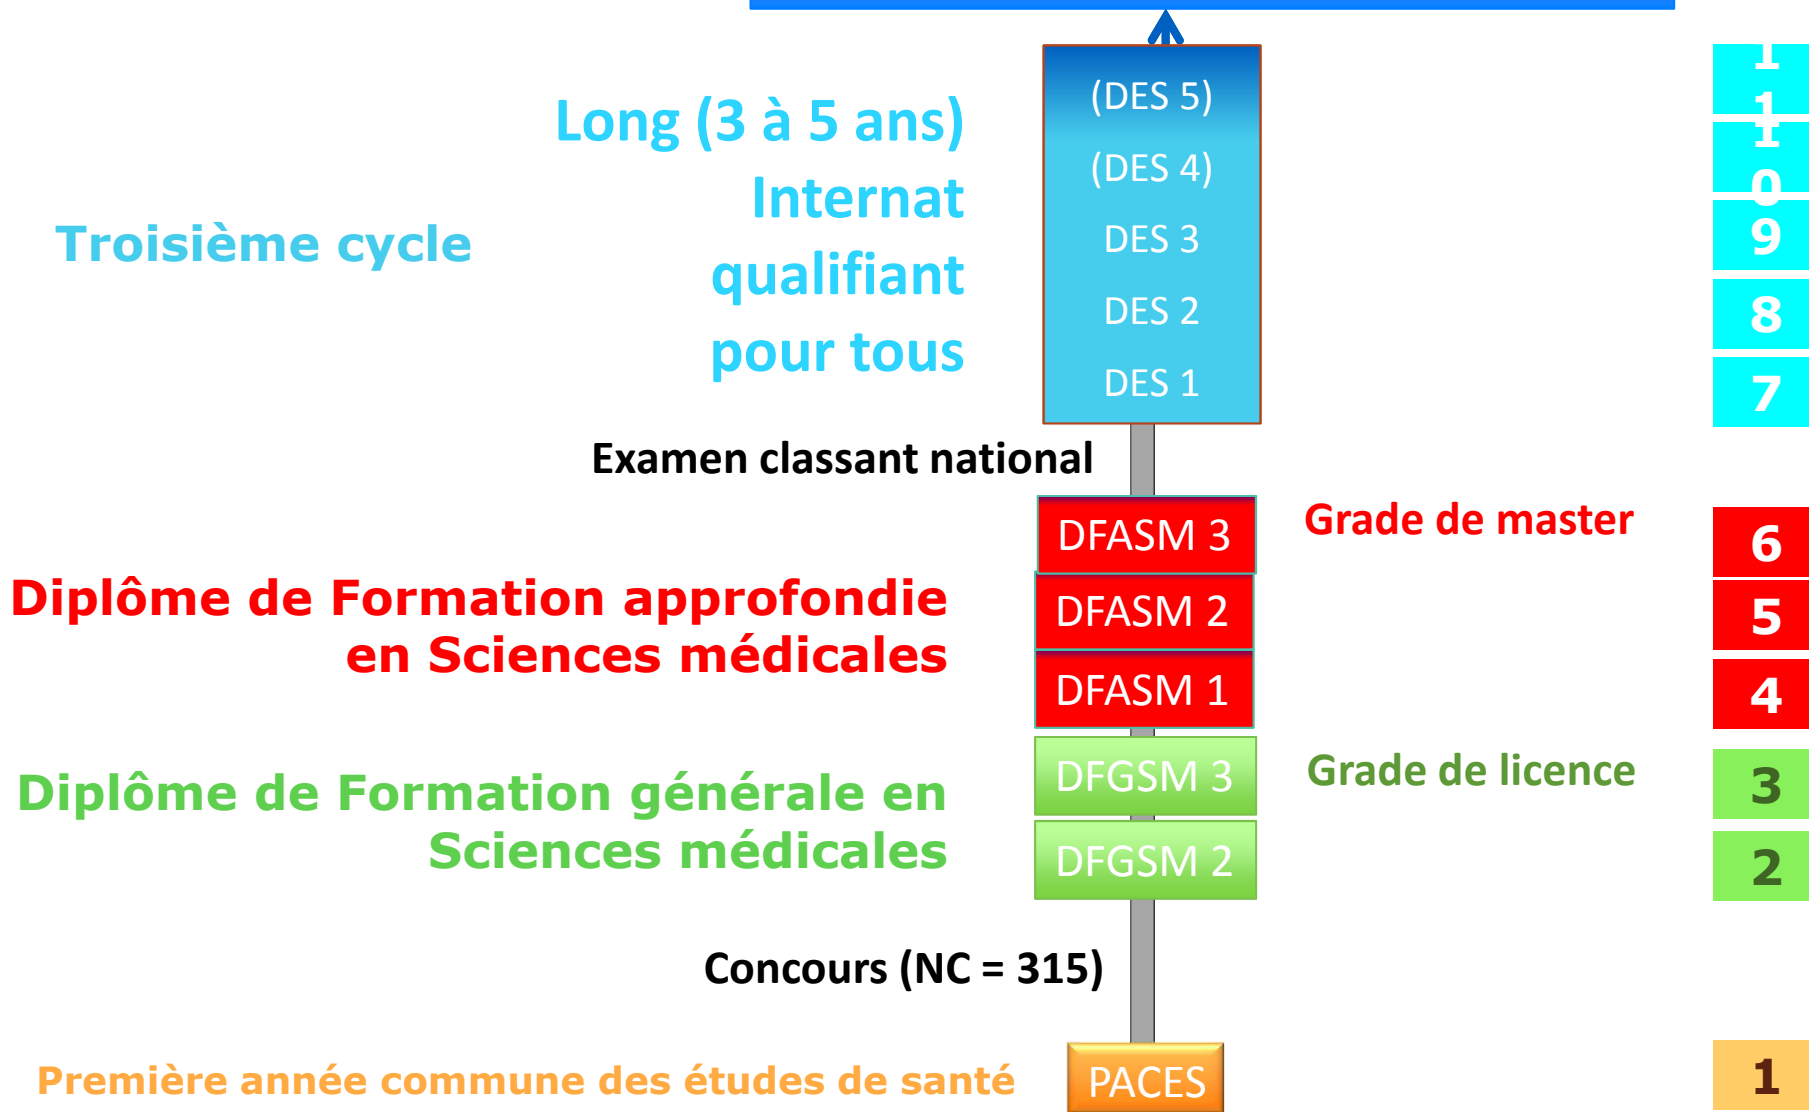 (DES 5)
11
Long (3 à 5 ans)
(DES 4)
10
Internat
Troisième cycle
DES 3
9
qualifiant
DES 2
8
pour tous
DES 1
7
Examen classant national
DFASM 3
Grade de master
6
Diplôme de Formation approfondie
en Sciences médicales
DFASM 2
5
DFASM 1
4
Diplôme de Formation générale en
Sciences médicales
DFGSM 3
Grade de licence
3
DFGSM 2
2
Concours (NC = 315)
Première année commune des études de santé
PACES
1